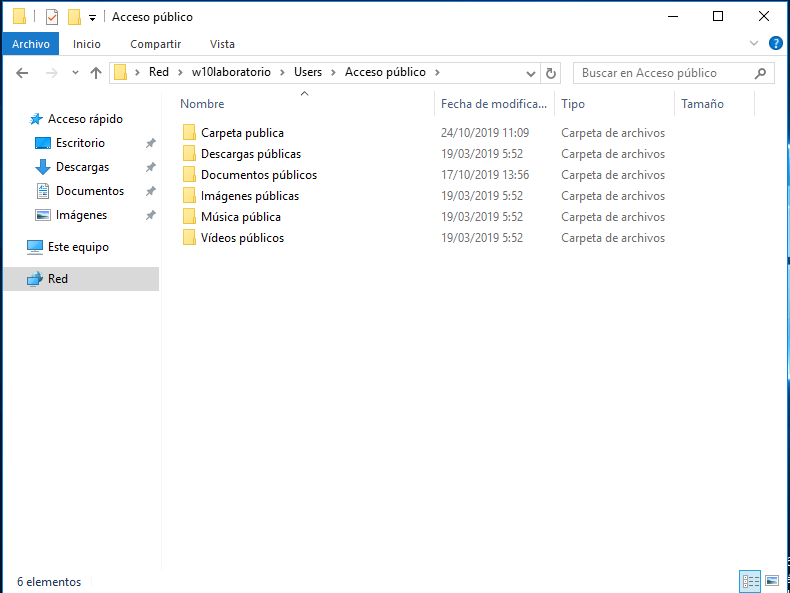 Acceso público
Archivo Inicio Compartir Vista
Red w10laboratorio Users Acceso público
Buscar en Acceso público
Acceso rápido
Escritorio
Descargas
Documentos
Imágenes
Este equipo
Red
Nombre Fecha de modifica... Tipo Tamaño
Carpeta publica 24/10/2019 11:09 Carpeta de archivos
Descargas públicas 19/03/2019 5:52 Carpeta de archivos
Documentos públicos 17/10/2019 13:56 Carpeta de archivos
Imágenes públicas 19/03/2019 5:52 Carpeta de archivos
Música pública 19/03/2019 5:52 Carpeta de archivos
Vídeos públicos 19/03/2019 5:52 Carpeta de archivos
6 elementos